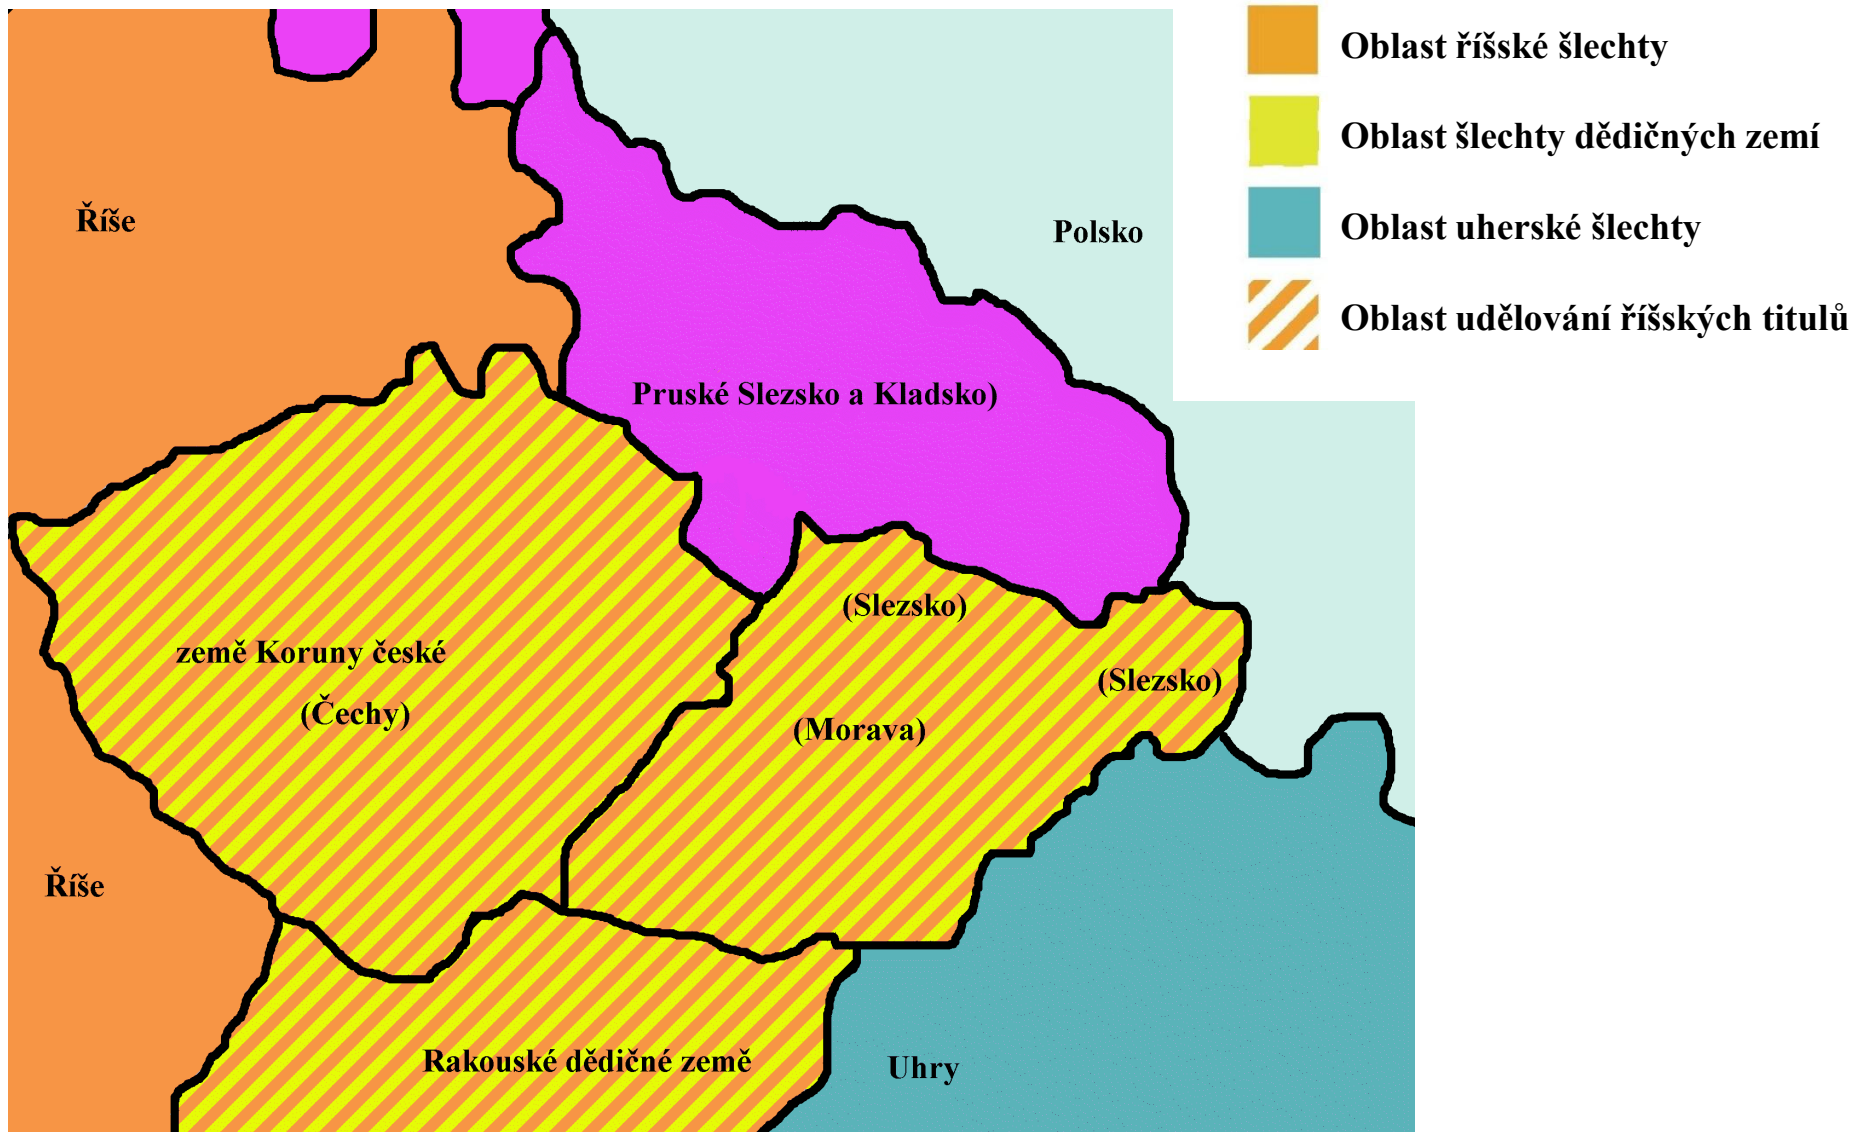 Oblast říšské šlechty
Oblast šlechty dědičných zemí
Oblast uherské šlechty
Oblast udělování říšských titulů
Říše
Polsko
Pruské Slezsko a Kladsko)
(Slezsko)
země Koruny české
(Slezsko)
(Čechy)
(Morava)
Říše
Rakouské dědičné země
Uhry